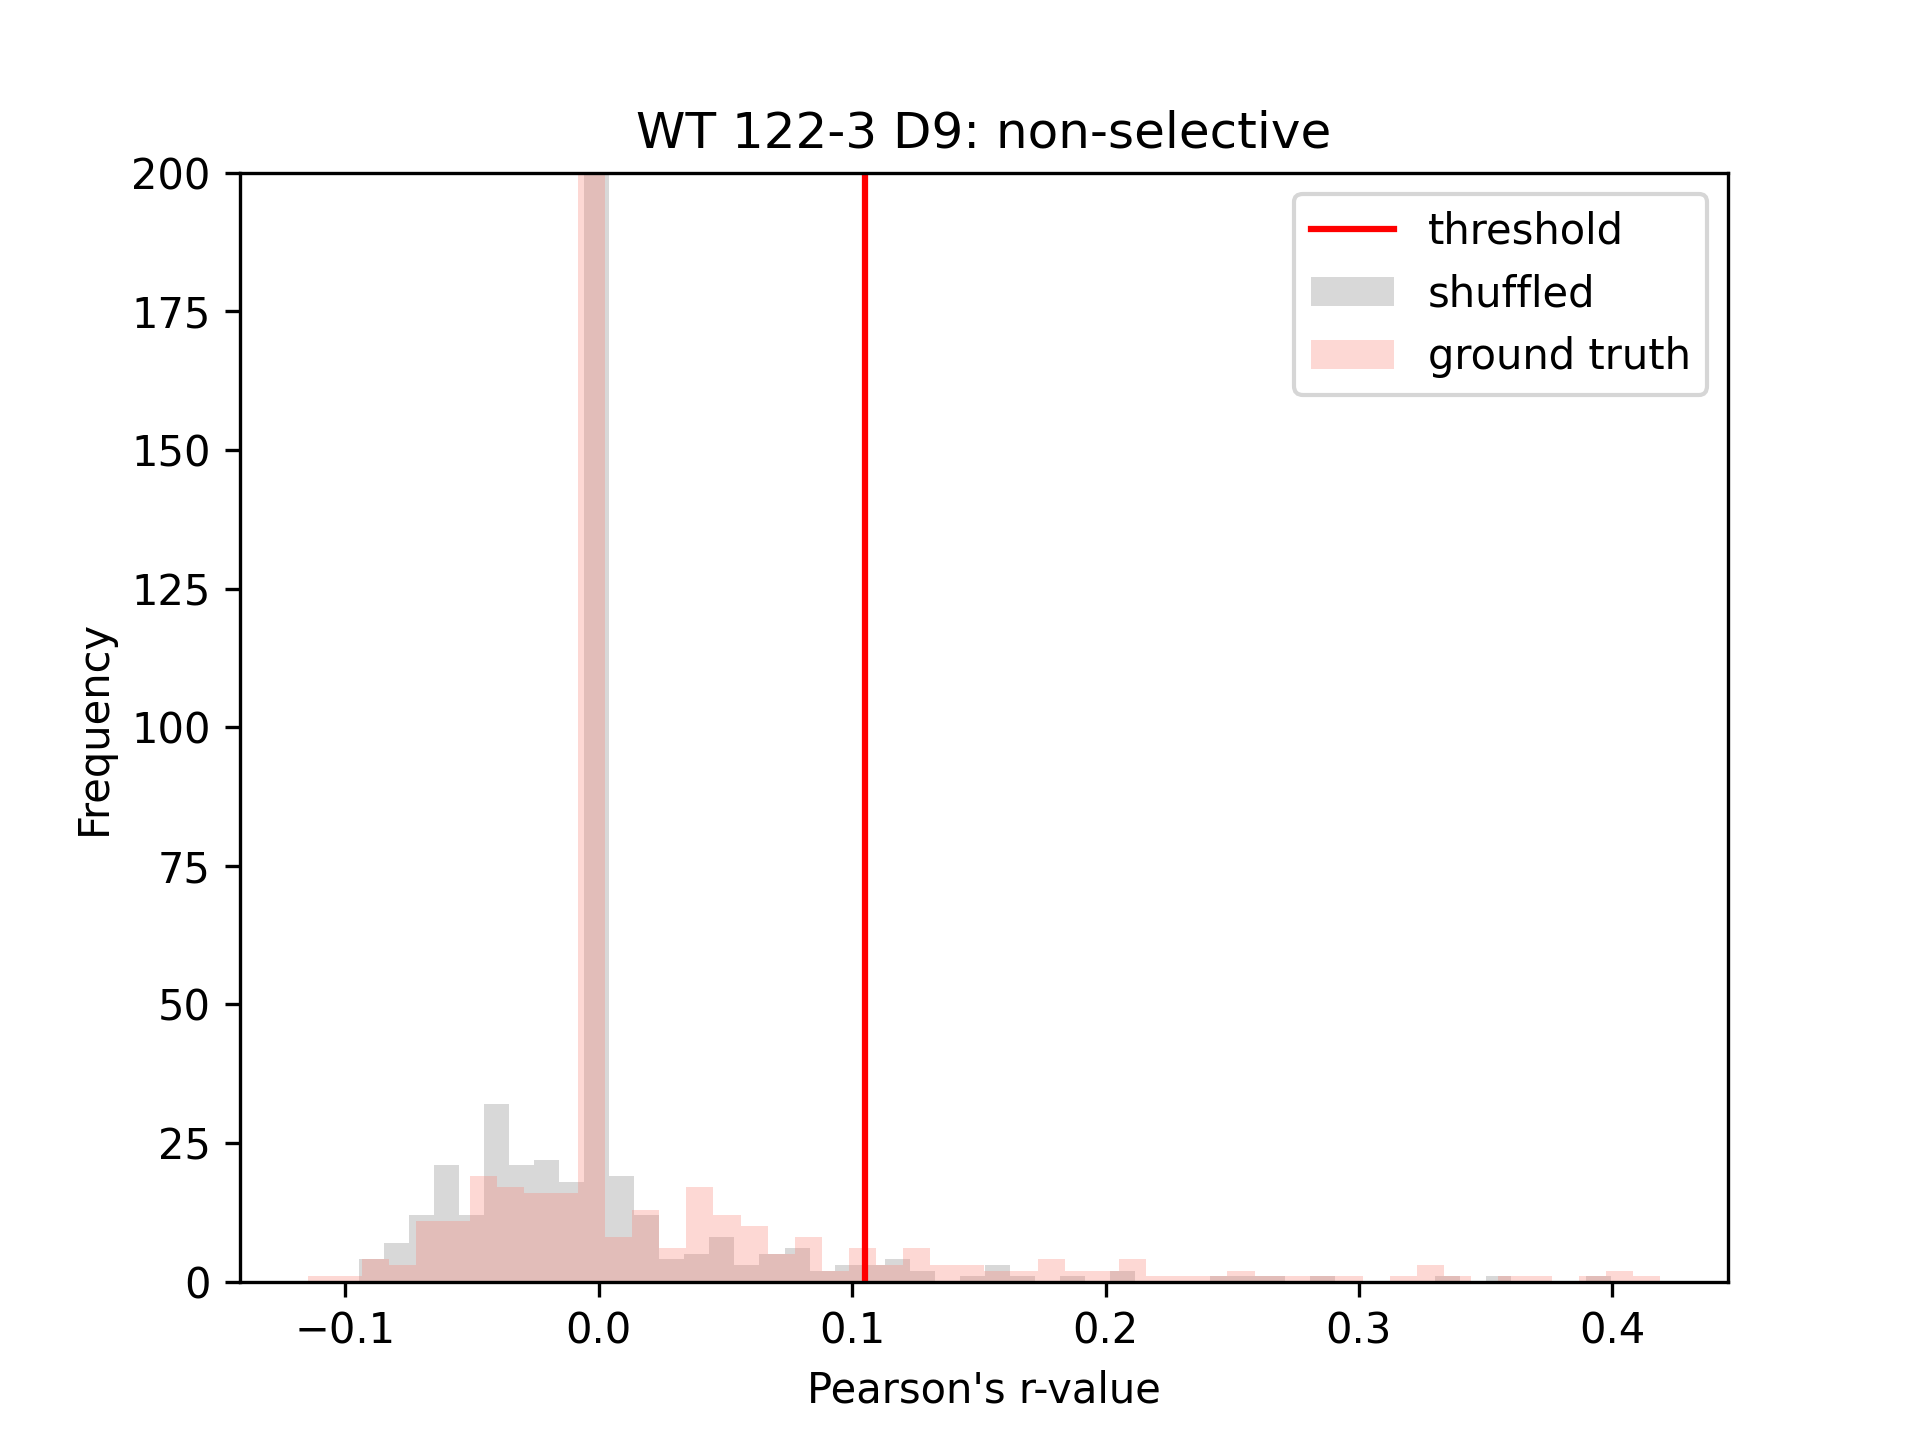 WT 122-3 D9: non-selective
200
175
150
125
100
75
50
25
0
Frequency
threshold
shuffled
ground truth
−0.1 0.0 0.1 0.2 0.3 0.4
Pearson's r-value